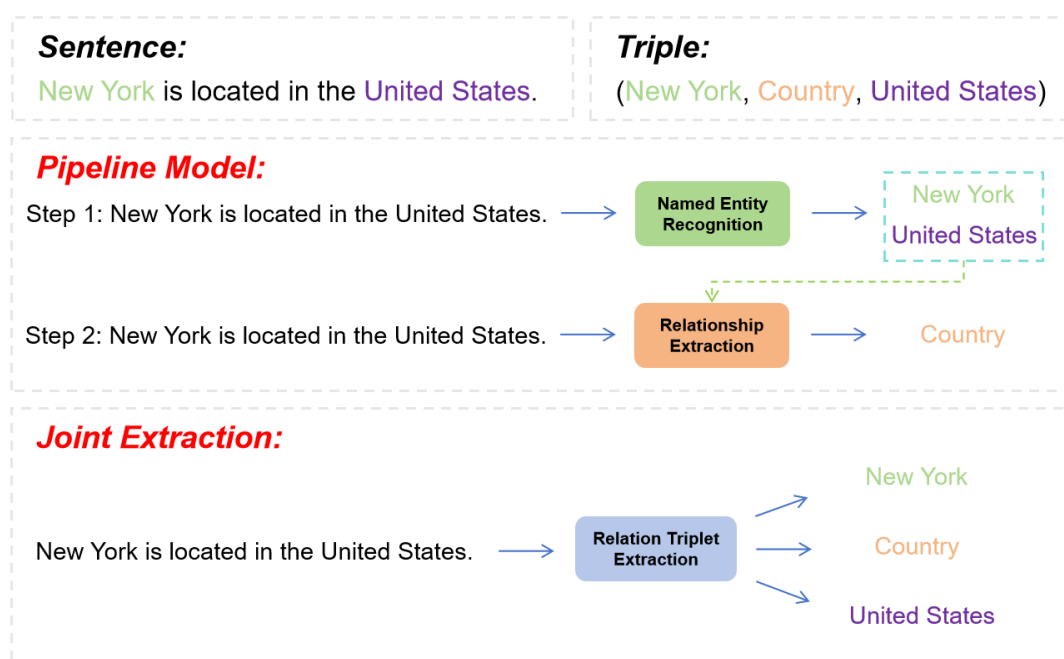 Sentence:
New York is located in the United States.
Triple:
(New York, Country, United States)
Pipeline Model:
Step 1: New York is located in the United States.
Named Entity
Recognition
New York
United States
Step 2: New York is located in the United States.
Relationship
Extraction
Country
Joint Extraction:
New York is located in the United States.
Relation Triplet
Extraction
New York
Country
United States